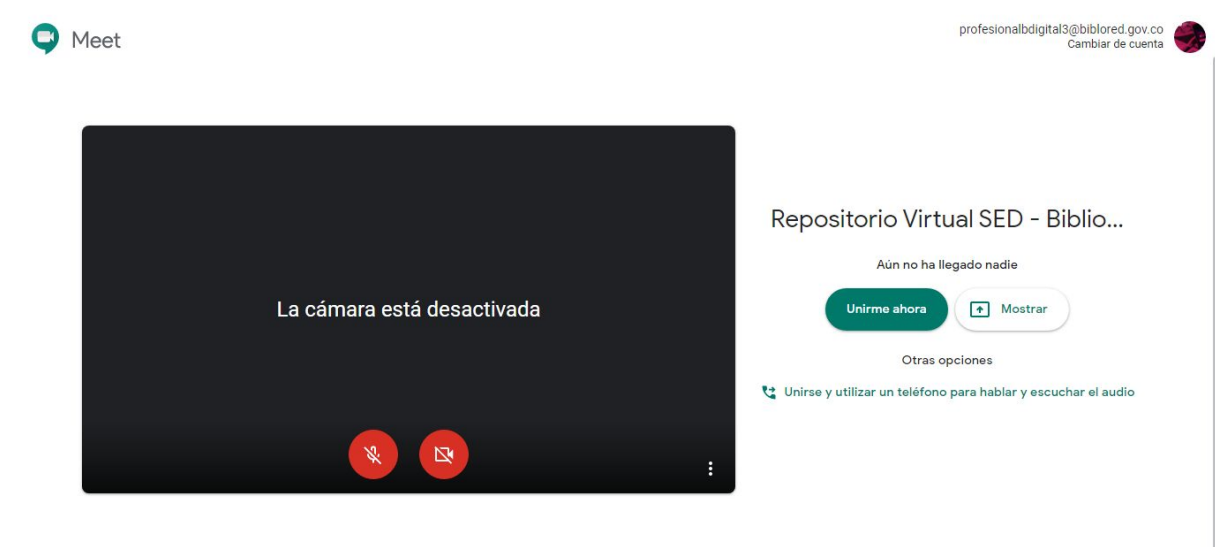 Meet
profesionalbdigital3@biblored.gov.co
Cambiar de cuenta
La cámara está desactivada
Repositorio Virtual SED - Biblio...
Aún no ha llegado nadie
Unirme ahora
Mostrar
Otras opciones
Unirse y utilizar un teléfono para hablar y escuchar el audio